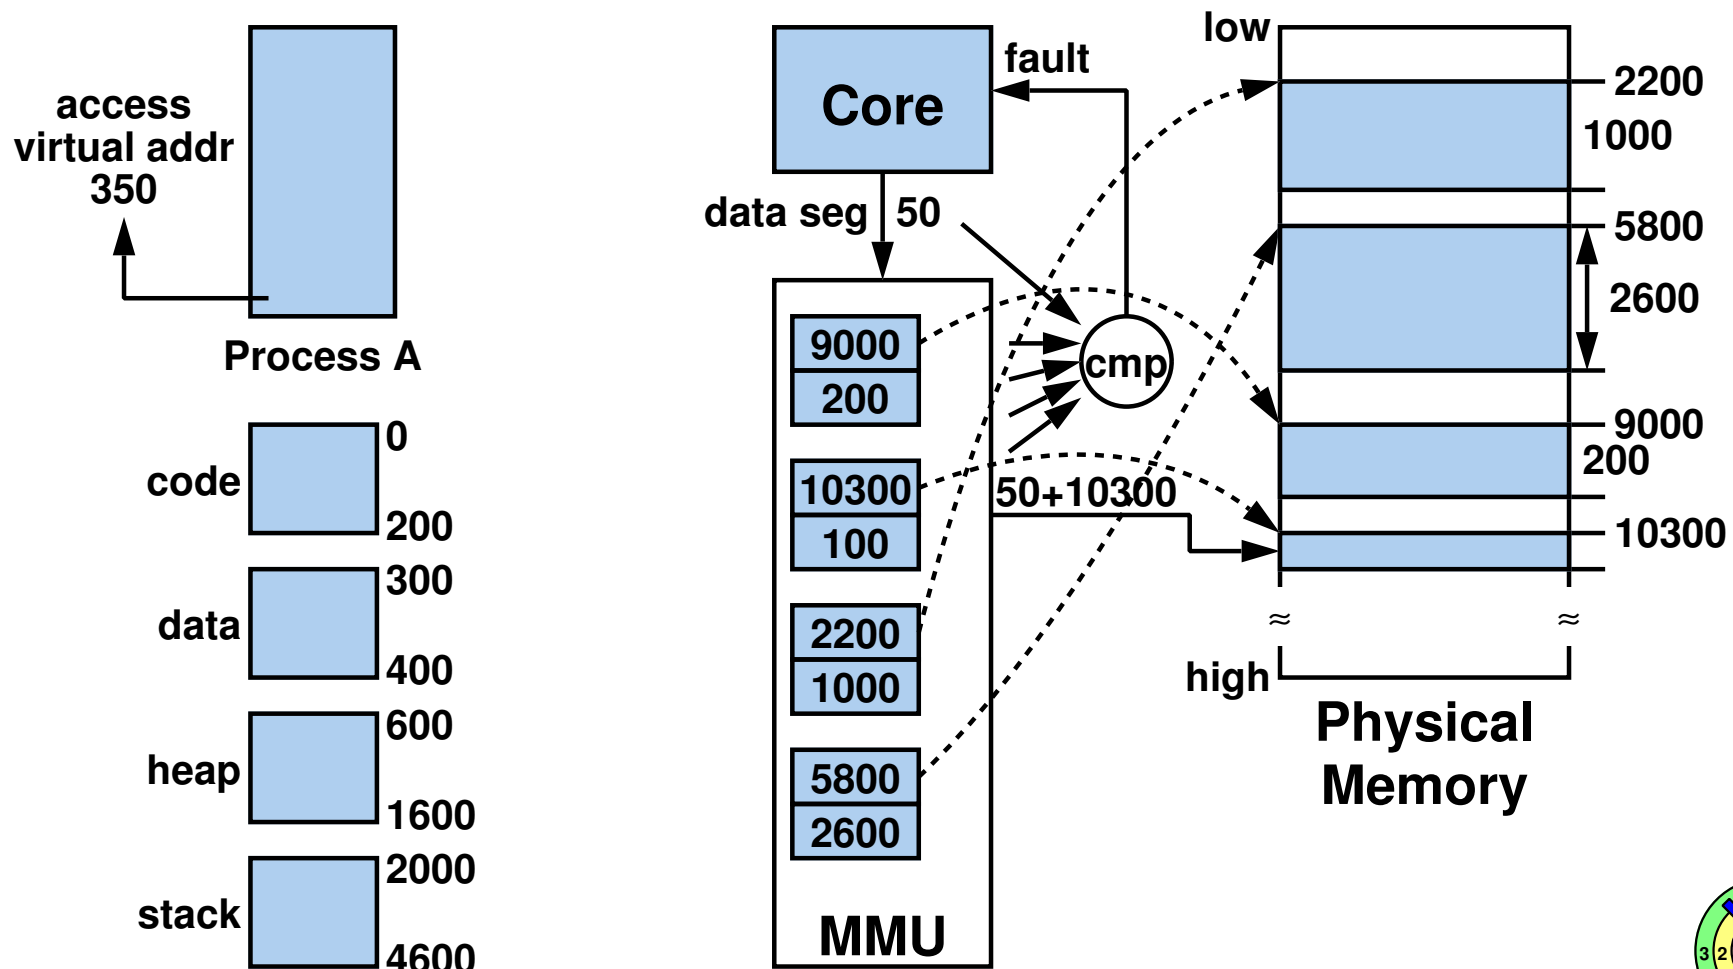 access
virtual addr
350
Process A
code
0
200
data
300
400
heap
600
1600
stack
2000
4600
Core
fault
data seg
50
9000
200
10300
100
2200
1000
5800
2600
MMU
cmp
50+10300
low
2200
1000
5800
2600
9000
200
10300
≈ ≈
high
Physical
Memory
3 2